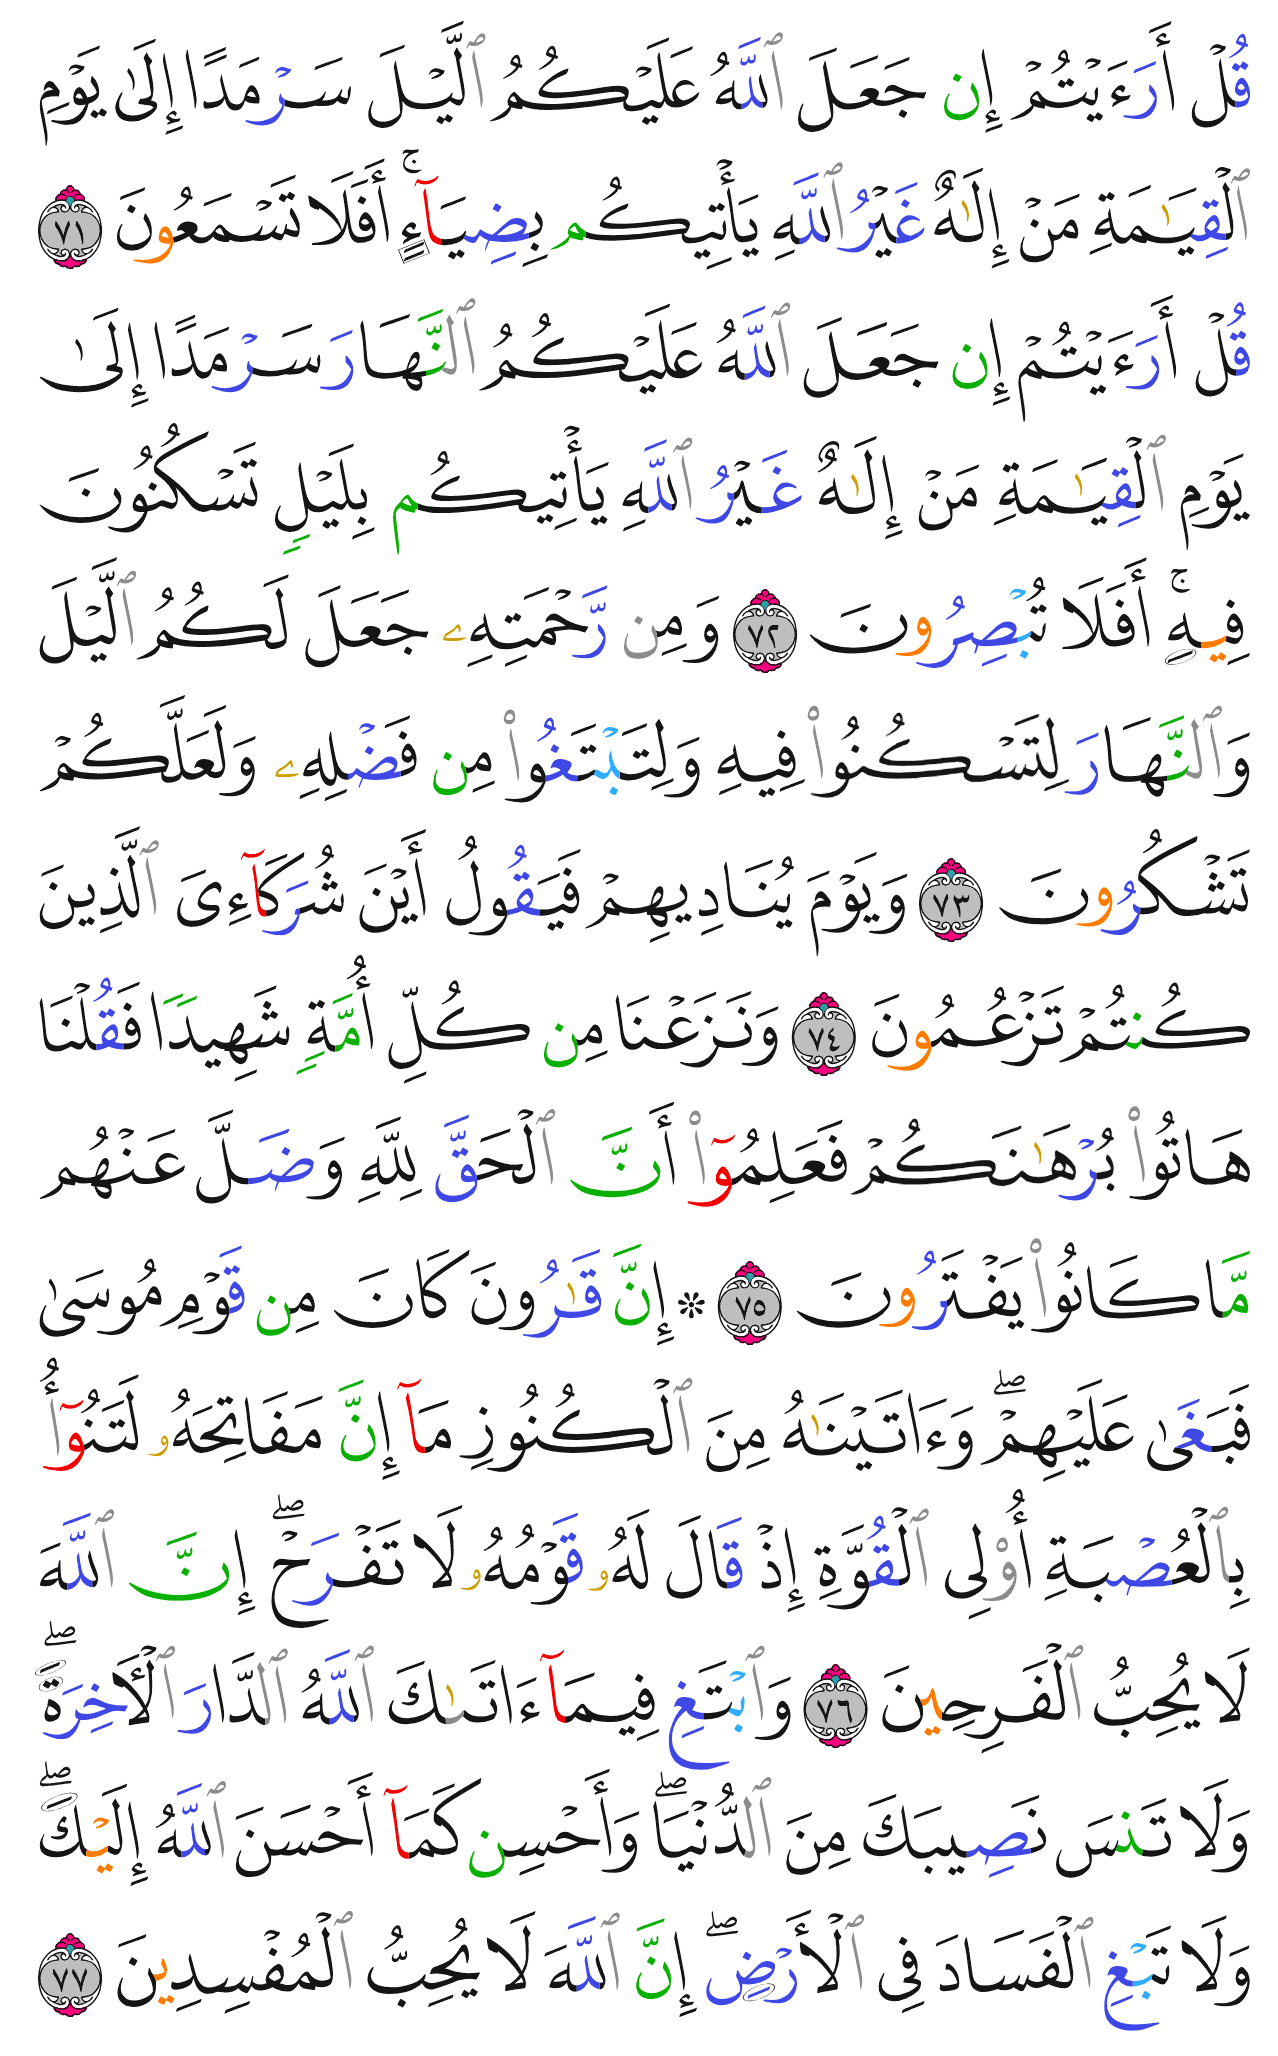 قُلْ أَرَءَيْتُمْ إِن جَعَلَ ٱللَّهُ عَلَيْكُمُ ٱلَّيْلَ سَرْمَدًا إِلَىٰ يَوْمِ
ٱلْقِيَـٰمَةِ مَنْ إِلَـٰهٌ غَيْرُ ٱللَّهِ يَأْتِيكُم بِضِيَآءٍ ۚ أَفَلَا تَسْمَعُونَ ٧١
قُلْ أَرَءَيْتُمْ إِن جَعَلَ ٱللَّهُ عَلَيْكُمُ ٱلنَّهَارَ سَرْمَدًا إِلَىٰ
يَوْمِ ٱلْقِيَـٰمَةِ مَنْ إِلَـٰهٌ غَيْرُ ٱللَّهِ يَأْتِيكُم بِلَيْلٍ تَسْكُنُونَ
فِيهِ ۚ أَفَلَا تُبْصِرُونَ ٧٢ وَمِن رَّحْمَتِهِۦ جَعَلَ لَكُمُ ٱلَّيْلَ
وَٱلنَّهَارَ لِتَسْكُنُوا۟ فِيهِ وَلِتَبْتَغُوا۟ مِن فَضْلِهِۦ وَلَعَلَّكُمْ
تَشْكُرُونَ ٧٣ وَيَوْمَ يُنَادِيهِمْ فَيَقُولُ أَيْنَ شُرَكَآءِىَ ٱلَّذِينَ
كُنتُمْ تَزْعُمُونَ ٧٤ وَنَزَعْنَا مِن كُلِّ أُمَّةٍ شَهِيدًا فَقُلْنَا
هَاتُوا۟ بُرْهَـٰنَكُمْ فَعَلِمُوٓا۟ أَنَّ ٱلْحَقَّ لِلَّهِ وَضَلَّ عَنْهُم
مَّا كَانُوا۟ يَفْتَرُونَ ٧٥ ۞ إِنَّ قَـٰرُونَ كَانَ مِن قَوْمِ مُوسَىٰ
فَبَغَىٰ عَلَيْهِمْ ۖ وَءَاتَيْنَـٰهُ مِنَ ٱلْكُنُوزِ مَآ إِنَّ مَفَاتِحَهُۥ لَتَنُوٓأُ
بِٱلْعُصْبَةِ أُو۟لِى ٱلْقُوَّةِ إِذْ قَالَ لَهُۥ قَوْمُهُۥ لَا تَفْرَحْ ۖ إِنَّ ٱللَّهَ
لَا يُحِبُّ ٱلْفَرِحِينَ ٧٦ وَٱبْتَغِ فِيمَآ ءَاتَىٰكَ ٱللَّهُ ٱلدَّارَ ٱلْـَٔاخِرَةَ ۖ
وَلَا تَنسَ نَصِيبَكَ مِنَ ٱلدُّنْيَا ۖ وَأَحْسِن كَمَآ أَحْسَنَ ٱللَّهُ إِلَيْكَ ۖ
وَلَا تَبْغِ ٱلْفَسَادَ فِى ٱلْأَرْضِ ۖ إِنَّ ٱللَّهَ لَا يُحِبُّ ٱلْمُفْسِدِينَ ٧٧